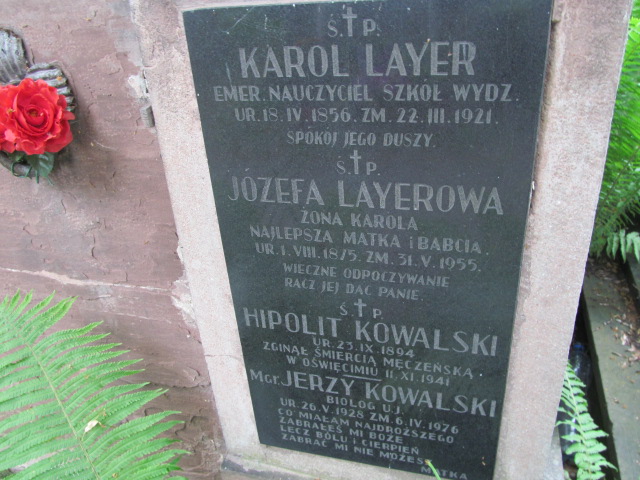 Ś.†P.
KAROL LAYER
EMER. NAUCZYCIEL SZKÓŁ WYDZ.
UR. 18. IV. 1856. ZM. 22. III. 1921.
SPOKÓJ JEGO DUSZY.
Ś.†P.
JÓZEFA LAYEROWA
ŻONA KAROLA
NAJLEPSZA MATKA i BABCIA.
UR. 1. VIII. 1875. ZM. 31. V. 1955.
WIECZNE ODPOCZYWANIE
RACZ JEJ DAĆ PANIE.
Ś.†P.
HIPOLIT KOWALSKI
UR. 23. IX. 1894
ZGINĄŁ ŚMIERCIĄ MĘCZEŃSKĄ
W OŚWIĘCIMIU 11. XI. 1941
Mgr. JERZY KOWALSKI
BIOLOG U.J.
UR. 26. V. 1928 ZM. 6. IV. 1976
CO MIAŁAM NAJDROŻSZEGO
ZABRAŁEŚ MI BOŻE
LECZ BÓLU i CIERPIEŃ
ZABRAĆ MI NIE MOŻESZ
MATKA